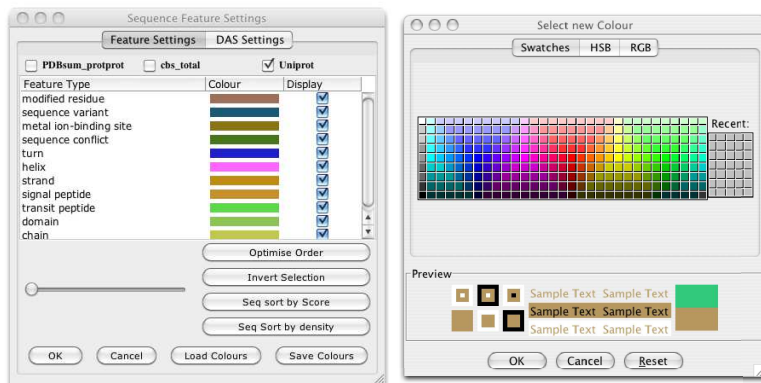 Sequence Feature Settings
Feature Settings DAS Settings
PDBsum_protprot cbs_total Uniprot
Feature Type Colour Display
modified residue
sequence variant
metal ion-binding site
sequence conflict
turn
helix
strand
signal peptide
transit peptide
domain
chain
Optimise Order
Invert Selection
Seq sort by Score
Seq Sort by density
OK Cancel Load Colours Save Colours
Select new Colour
Swatches HSB RGB
Recent:
Preview
Sample Text Sample Text
Sample Text Sample Text
Sample Text Sample Text
OK Cancel Reset